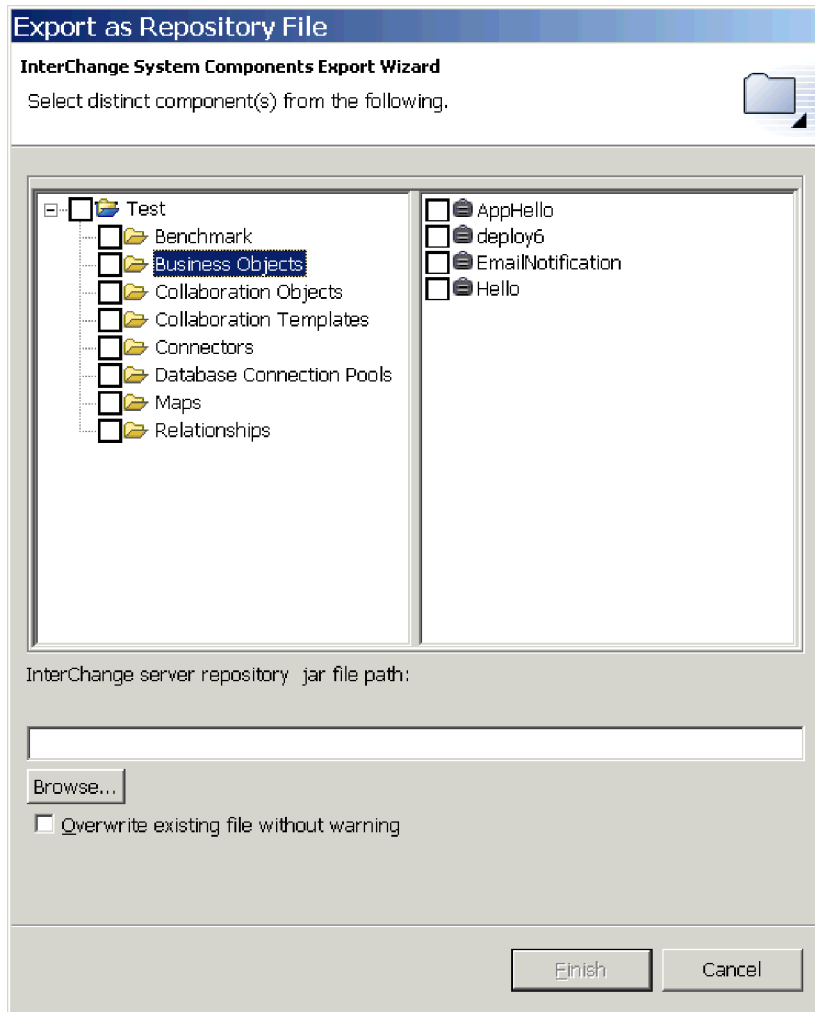 Export as Repository File
InterChange System Components Export Wizard
Select distinct component(s) from the following.
Test
Benchmark
Business Objects
Collaboration Objects
Collaboration Templates
Connectors
Database Connection Pools
Maps
Relationships
AppHello
deploy6
EmailNotification
Hello
InterChange server repository jar file path:
Browse...
Overwrite existing file without warning
Finish
Cancel